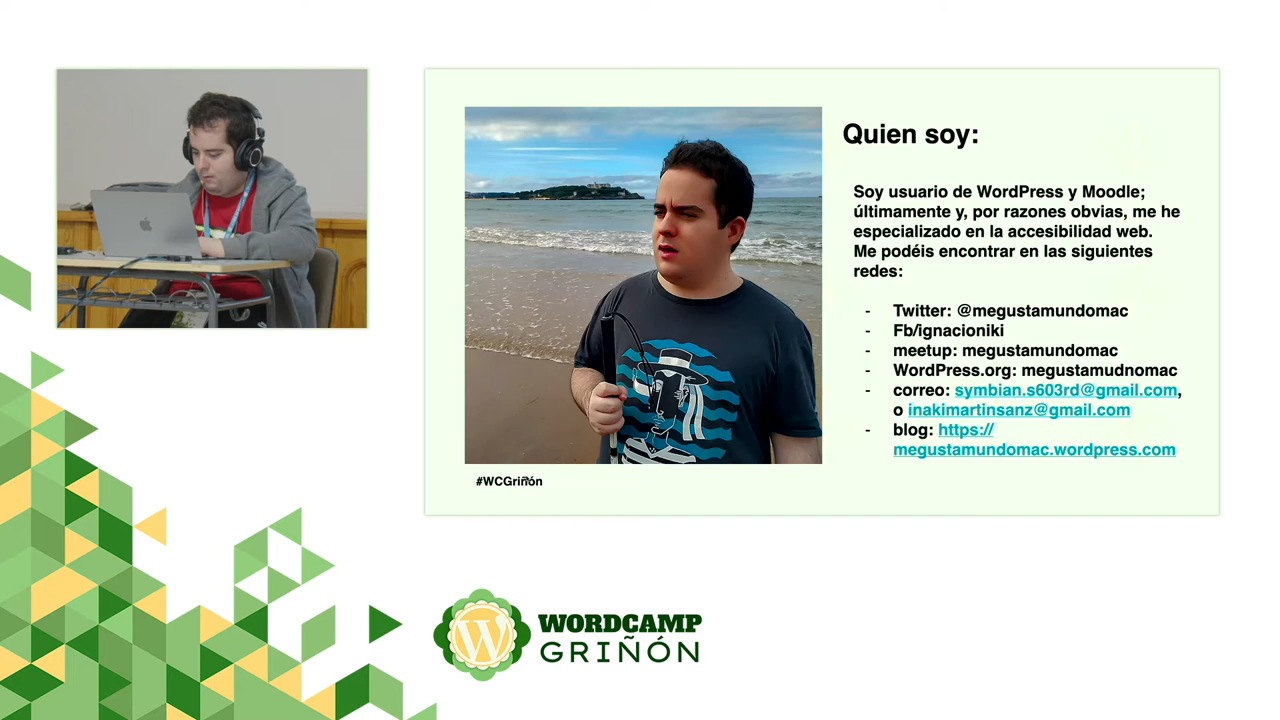 Quien soy:
Soy usuario de WordPress y Moodle;
últimamente y, por razones obvias, me he
especializado en la accesibilidad web.
Me podéis encontrar en las siguientes
redes:
- Twitter: @megustamundomac
- Fb/ignacioniki
- meetup: megustamundomac
- WordPress.org: megustamudnomac
- correo: symbian.s603rd@gmail.com,
o inakimartinsanz@gmail.com
- blog: https://
megustamundomac.wordpress.com
#WCGriñón
W
WORDCAMP
GRIÑÓN